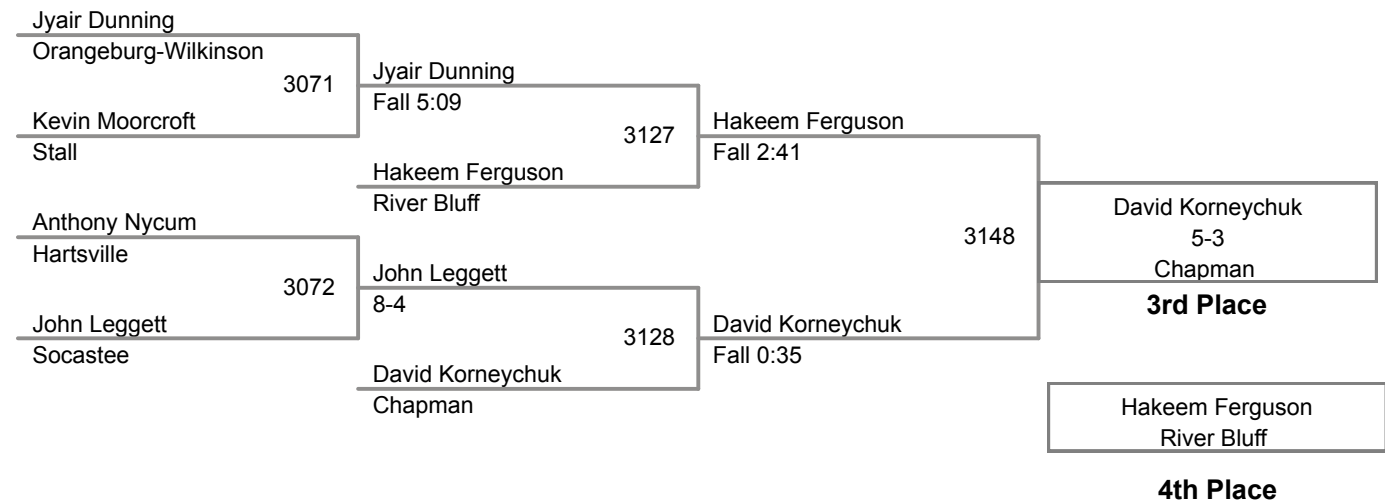 Jyair Dunning
Orangeburg-Wilkinson
3071
Kevin Moorcroft
Stall
Anthony Nycum
Hartsville
3072
John Leggett
Socastee
Jyair Dunning
Fall 5:09
3127
Hakeem Ferguson
River Bluff
John Leggett
8-4
3128
David Korneychuk
Chapman
Hakeem Ferguson
Fall 2:41
3148
David Korneychuk
Fall 0:35
David Korneychuk
5-3
Chapman
3rd Place
Hakeem Ferguson
River Bluff
4th Place